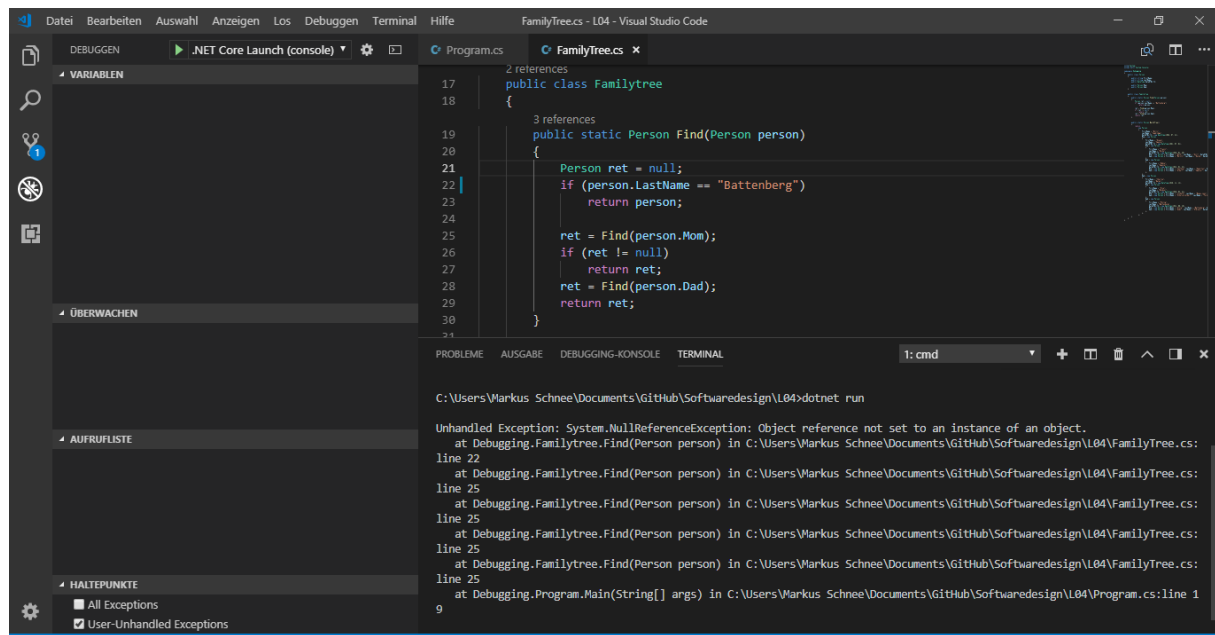 Datei Bearbeiten Auswahl Anzeigen Los Debuggen Terminal Hilfe FamilyTree.cs - L04 - Visual Studio Code
DEBUGGEN .NET Core Launch (console)
VARIABLEN
1
ÜBERWACHEN
AUFRUFLISTE
HALTEPUNKTE
All Exceptions
User-Unhandled Exceptions
Program.cs FamilyTree.cs
2 references
17 public class Familytree
18 {
3 references
19 public static Person Find(Person person)
20 {
21 Person ret = null;
22 if (person.LastName == "Battenberg")
23 return person;
24
25 ret = Find(person.Mom);
26 if (ret != null)
27 return ret;
28 ret = Find(person.Dad);
29 return ret;
30 }
31
PROBLEME AUSGABE DEBUGGING-KONSOLE TERMINAL 1: cmd
C:\Users\Markus Schnee\Documents\GitHub\Softwaredesign\L04>dotnet run
Unhandled Exception: System.NullReferenceException: Object reference not set to an instance of an object.
at Debugging.Familytree.Find(Person person) in C:\Users\Markus Schnee\Documents\GitHub\Softwaredesign\L04\FamilyTree.cs:
line 22
at Debugging.Familytree.Find(Person person) in C:\Users\Markus Schnee\Documents\GitHub\Softwaredesign\L04\FamilyTree.cs:
line 25
at Debugging.Familytree.Find(Person person) in C:\Users\Markus Schnee\Documents\GitHub\Softwaredesign\L04\FamilyTree.cs:
line 25
at Debugging.Familytree.Find(Person person) in C:\Users\Markus Schnee\Documents\GitHub\Softwaredesign\L04\FamilyTree.cs:
line 25
at Debugging.Familytree.Find(Person person) in C:\Users\Markus Schnee\Documents\GitHub\Softwaredesign\L04\FamilyTree.cs:
line 25
at Debugging.Program.Main(String[] args) in C:\Users\Markus Schnee\Documents\GitHub\Softwaredesign\L04\Program.cs:line 1
9